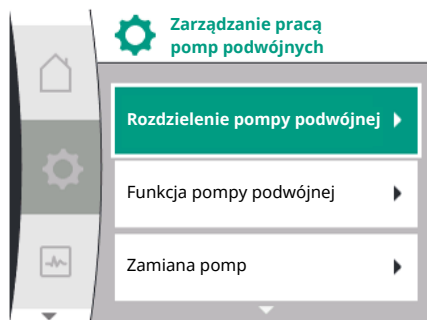 Zarządzanie pracą
pomp podwójnych
Rozdzielenie pompy podwójnej
Funkcja pompy podwójnej
Zamiana pomp